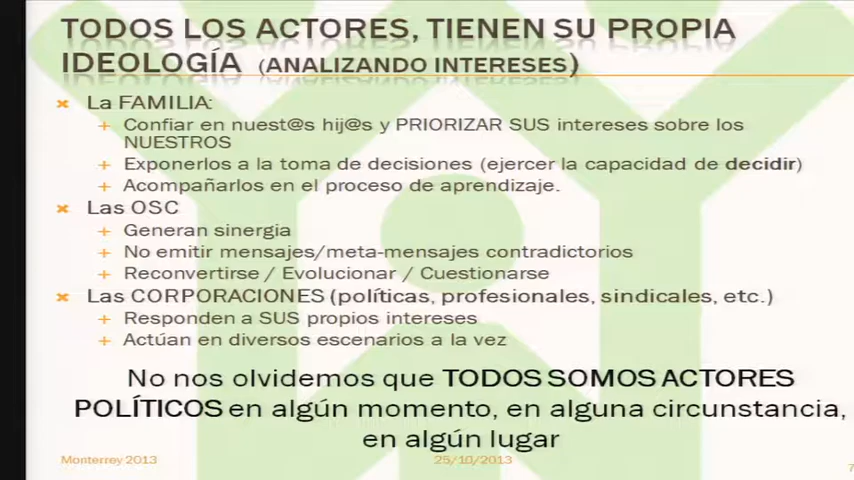 TODOS LOS ACTORES, TIENEN SU PROPIA
IDEOLOGÍA (ANALIZANDO INTERESES)
La FAMILIA:
Confiar en nuest@s hij@s y PRIORIZAR SUS intereses sobre los
NUESTROS
Exponerlos a la toma de decisiones (ejercer la capacidad de decidir)
Acompañarlos en el proceso de aprendizaje.
Las OSC
Generan sinergia
No emitir mensajes/meta-mensajes contradictorios
Reconvertirse / Evolucionar / Cuestionarse
Las CORPORACIONES (políticas, profesionales, sindicales, etc.)
Responden a SUS propios intereses
Actúan en diversos escenarios a la vez
No nos olvidemos que TODOS SOMOS ACTORES
POLÍTICOS en algún momento, en alguna circunstancia,
en algún lugar
Monterrey 2013 25/10/2013 7